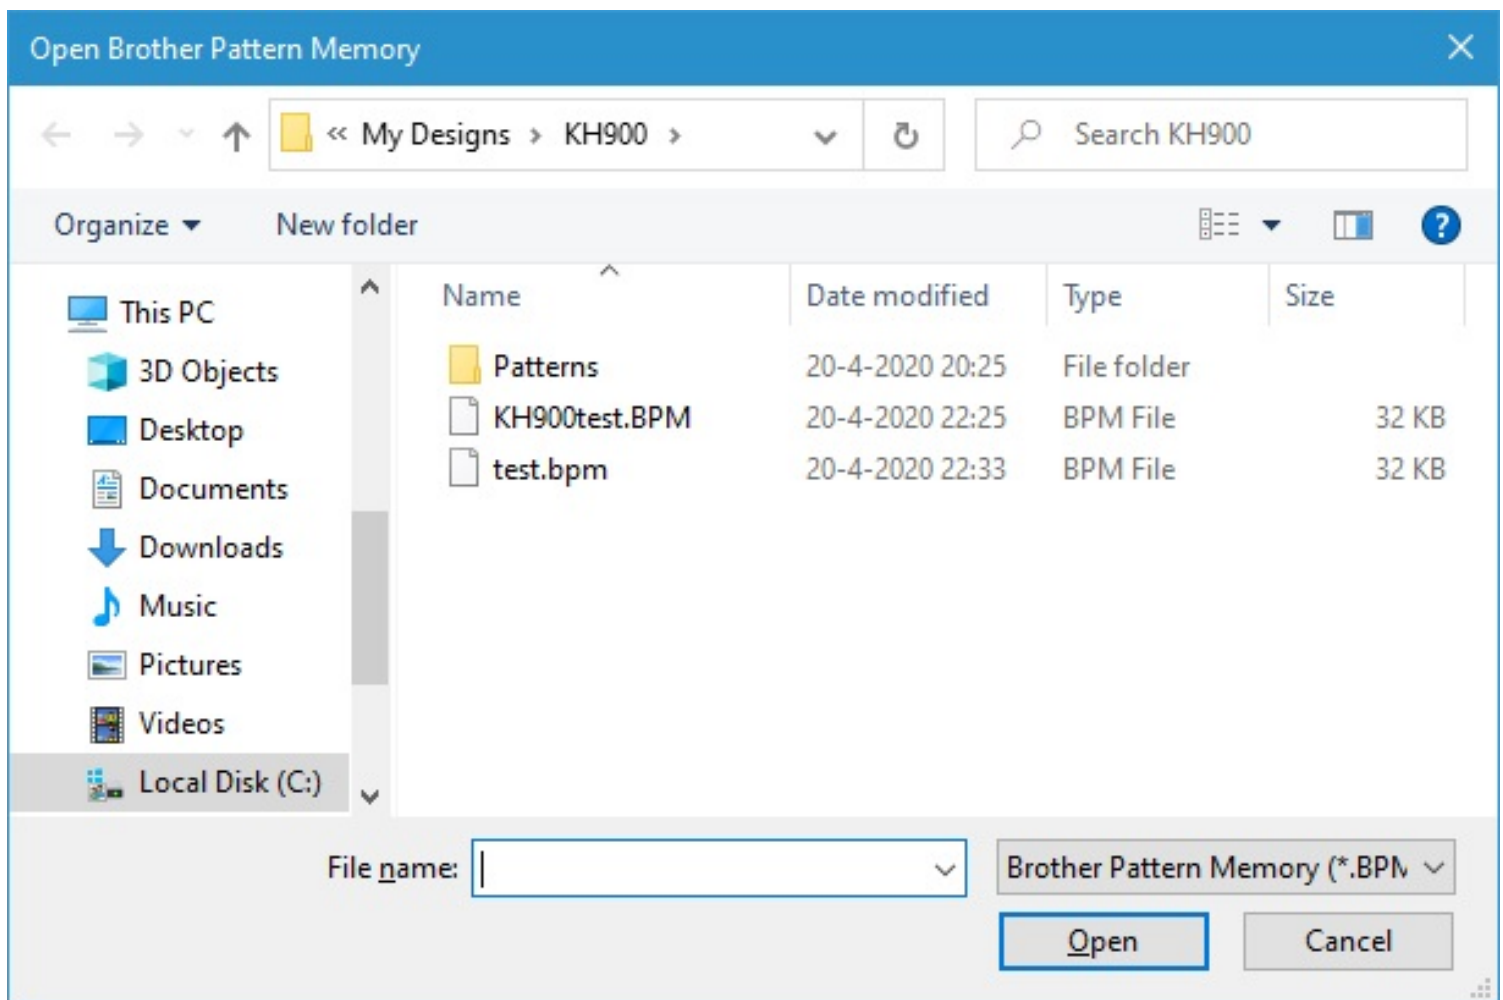 Open Brother Pattern Memory
« My Designs › KH900 ›
Search KH900
Organize
New folder
?
This PC
3D Objects
Desktop
Documents
Downloads
Music
Pictures
Videos
Local Disk (C:)
Name Date modified Type Size
Patterns 20-4-2020 20:25 File folder
KH900test.BPM 20-4-2020 22:25 BPM File 32 KB
test.bpm 20-4-2020 22:33 BPM File 32 KB
File name:
Brother Pattern Memory (*.BPM
Open
Cancel